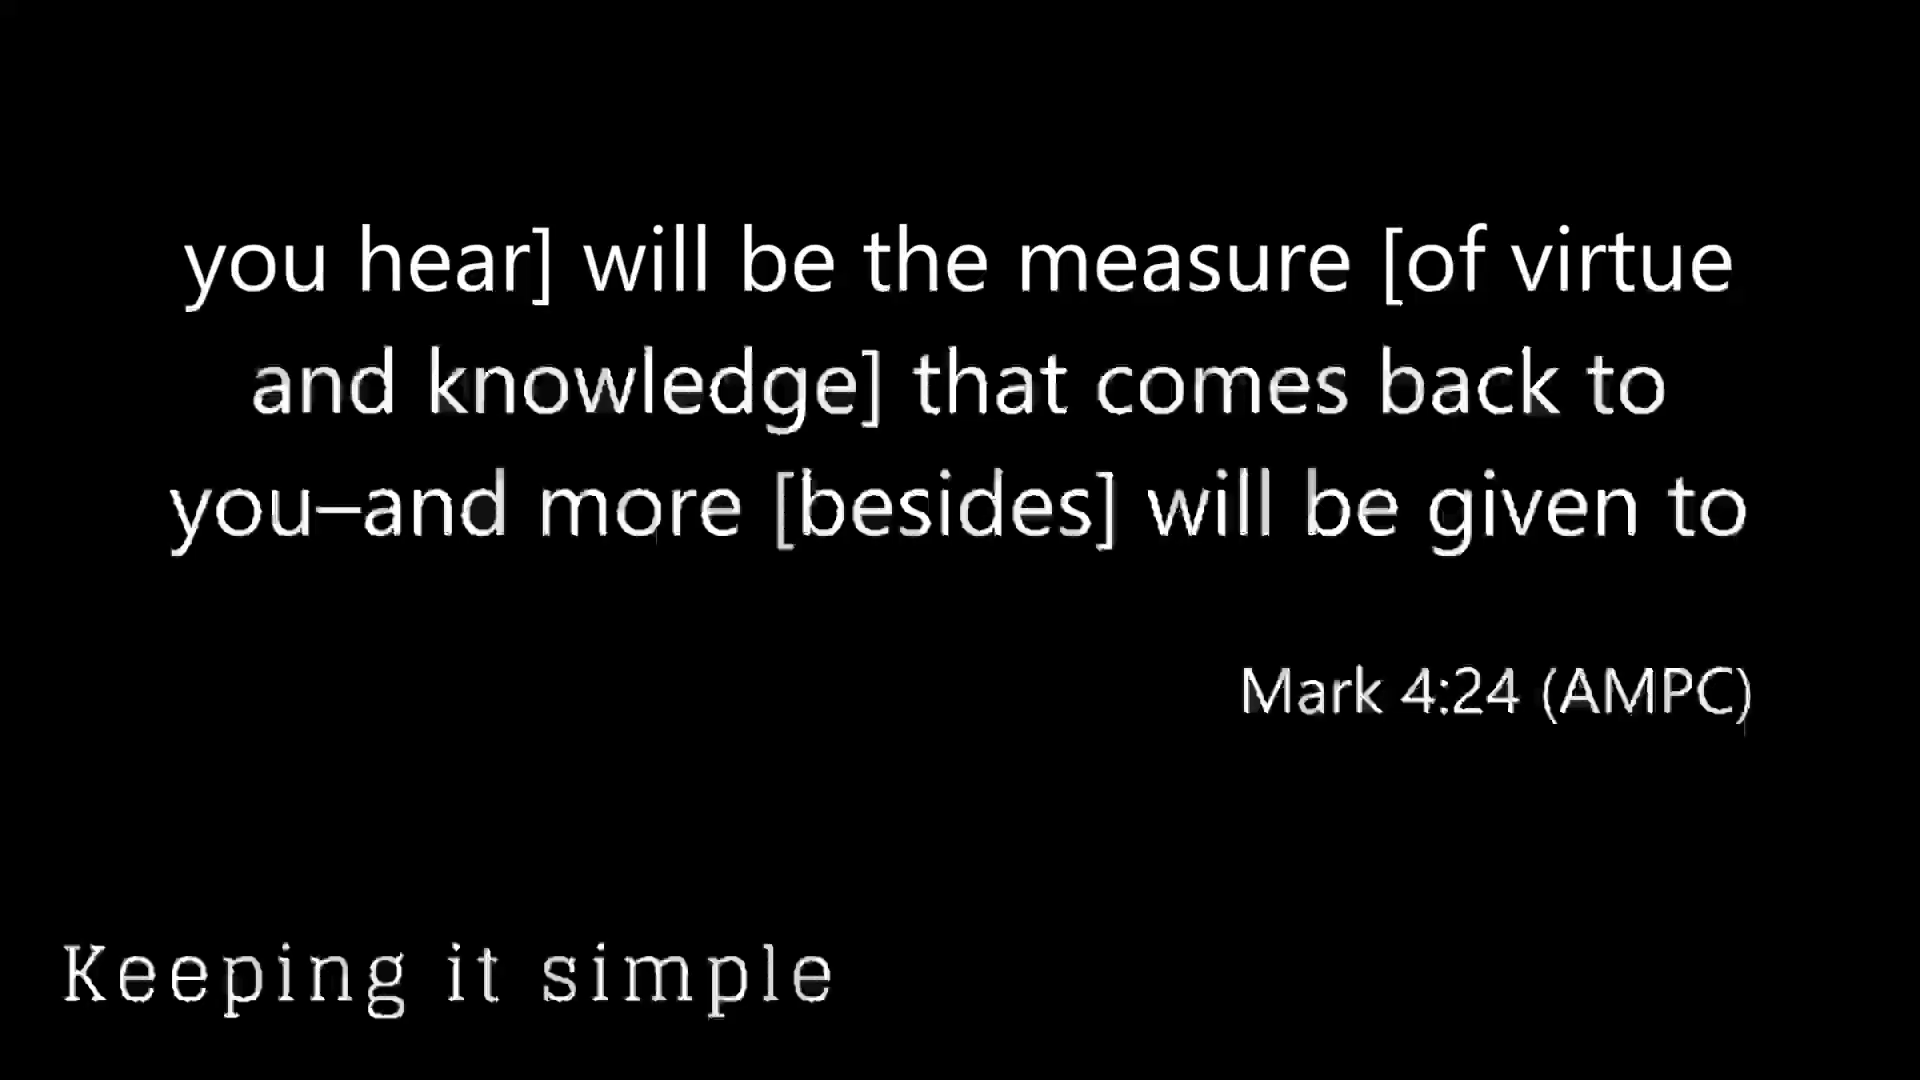 you hear] will be the measure [of virtue
and knowledge] that comes back to
you–and more [besides] will be given to
Mark 4:24 (AMPC)
Keeping it simple